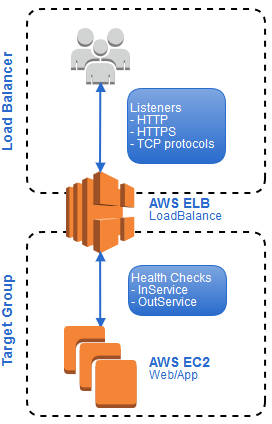 Load Balancer
Listeners
- HTTP
- HTTPS
- TCP protocols
AWS ELB
LoadBalance
Target Group
Health Checks
- InService
- OutService
AWS EC2
Web/App